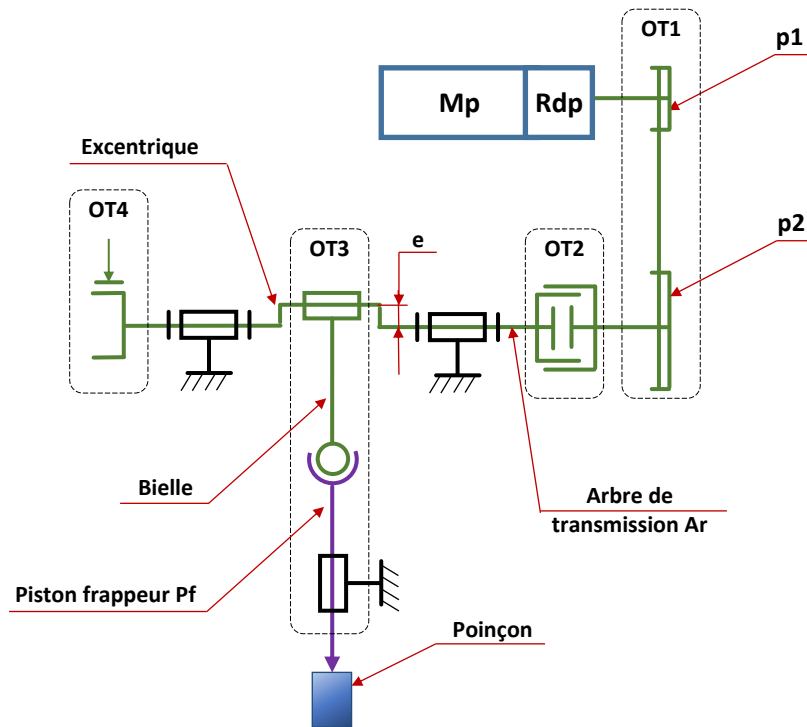 OT1
p1
Mp
Rdp
Excentrique
OT4
OT3
e
OT2
p2
Bielle
Arbre de
transmission Ar
Piston frappeur Pf
Poinçon